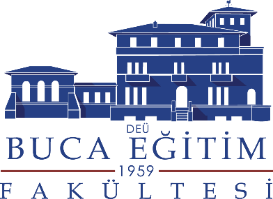 DEÜ
BUCA EĞİTİM
1959
FAKÜLTESİ